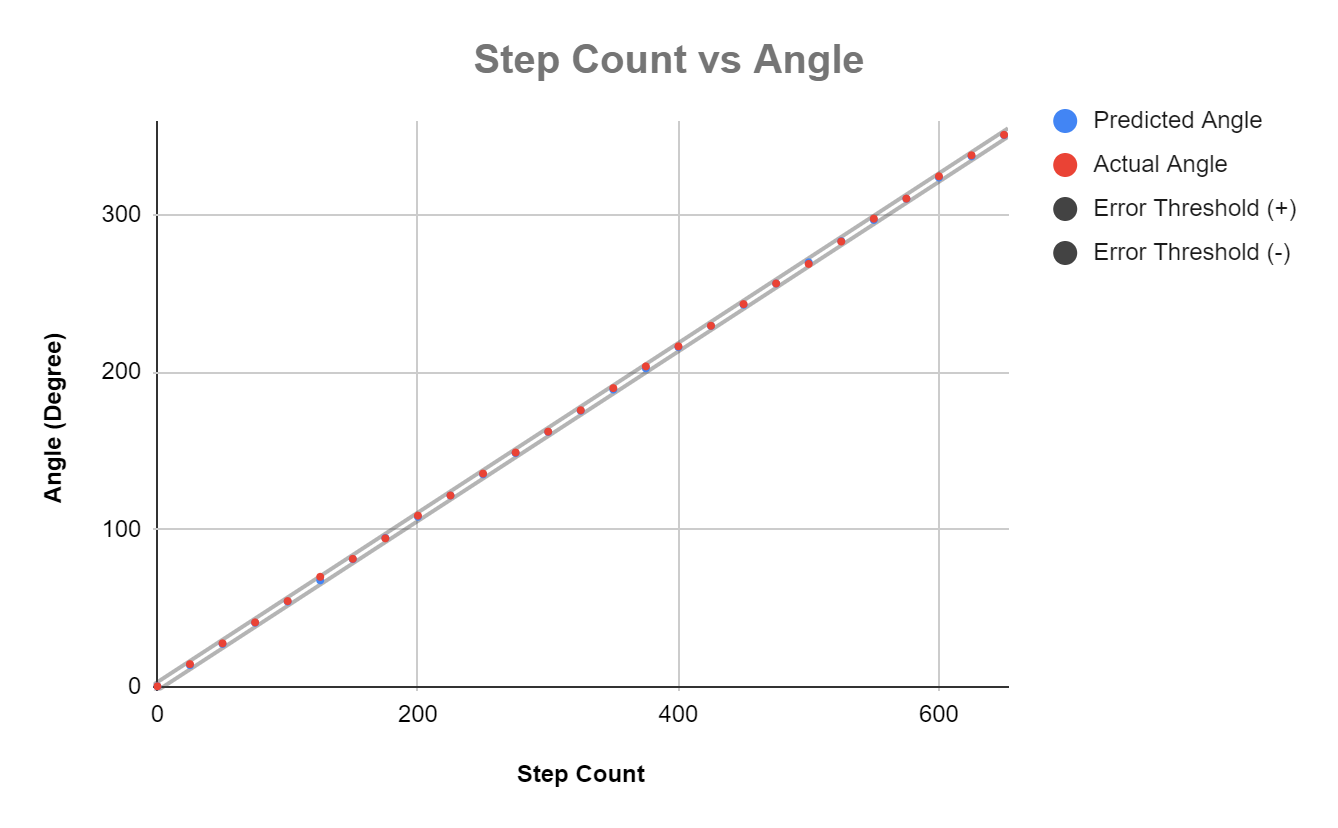 Step Count vs Angle
Predicted Angle
Actual Angle
Error Threshold (+)
Error Threshold (-)
Angle (Degree)
300
200
100
0
0 200 400 600
Step Count